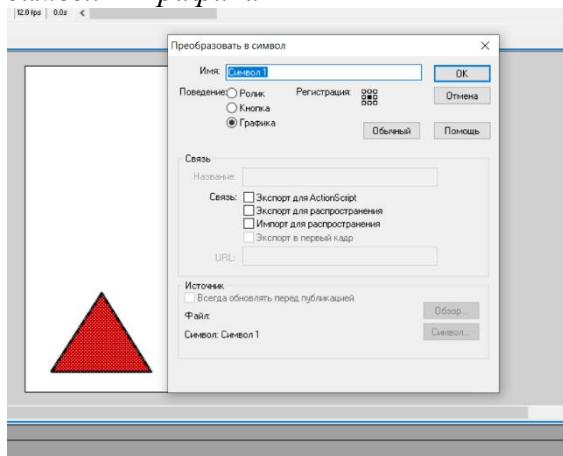 12.0 fps 0.0s <
Преобразовать в символ
Имя: Символ 1
OK
Поведение: Ролик
Регистрация:
Отмена
Кнопка
Графика
Обычный
Помощь
Связь
Название:
Связь: Экспорт для ActionScript
Экспорт для распространения
Импорт для распространения
Экспорт в первый кадр
URL:
Источник
Всегда обновлять перед публикацией
Файл:
Обзор...
Символ: Символ 1
Символ...